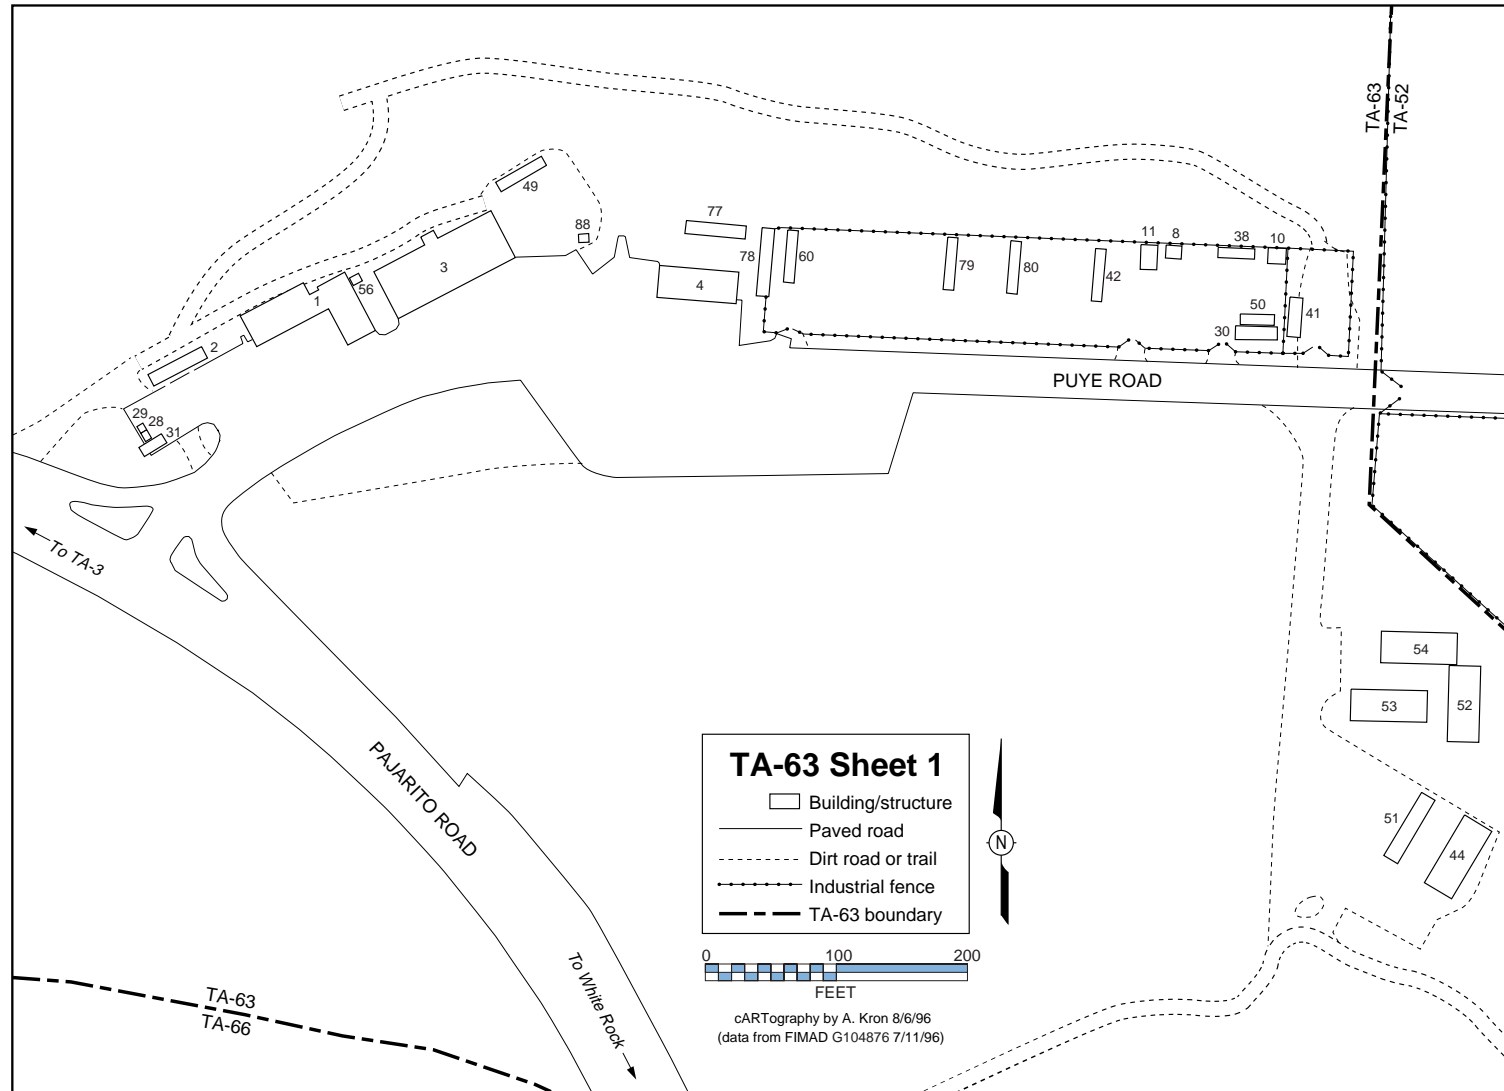 TA-63
TA-52
49
77
88
11
8
38
10
3
78
60
79
80
42
4
56
1
50
41
30
2
PUYE ROAD
29
28
31
To TA-3
54
53
52
PAJARITO ROAD
51
44
TA-63 Sheet 1
Building/structure
Paved road
Dirt road or trail
Industrial fence
TA-63 boundary
N
0 100 200
FEET
To White Rock
TA-63
TA-66
cARTography by A. Kron 8/6/96
(data from FIMAD G104876 7/11/96)